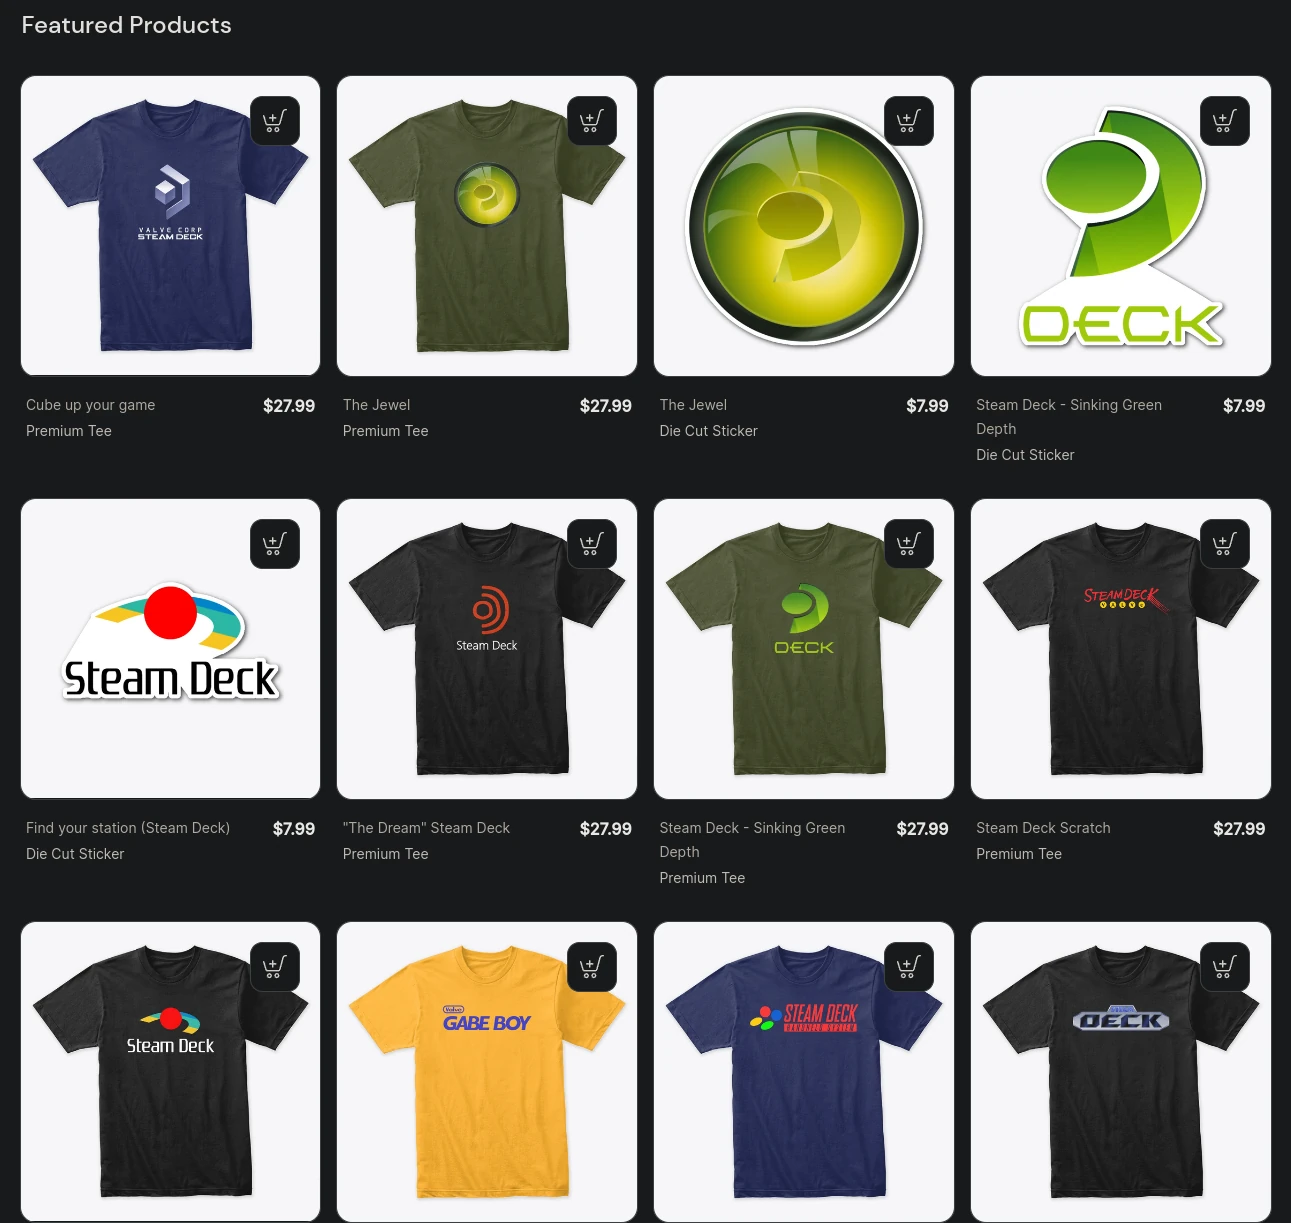 Featured Products
VALVE CORP
STEAM DECK
DECK
Cube up your game
$27.99
Premium Tee
The Jewel
$27.99
Premium Tee
The Jewel
$7.99
Die Cut Sticker
Steam Deck - Sinking Green
Depth
$7.99
Die Cut Sticker
Steam Deck
Steam Deck
DECK
STEAM DECK
VALVE
Find your station (Steam Deck)
$7.99
Die Cut Sticker
"The Dream" Steam Deck
$27.99
Premium Tee
Steam Deck - Sinking Green
Depth
$27.99
Premium Tee
Steam Deck Scratch
$27.99
Premium Tee
Steam Deck
Valve
GABE BOY
STEAM DECK
HANDHELD SYSTEM
DECK